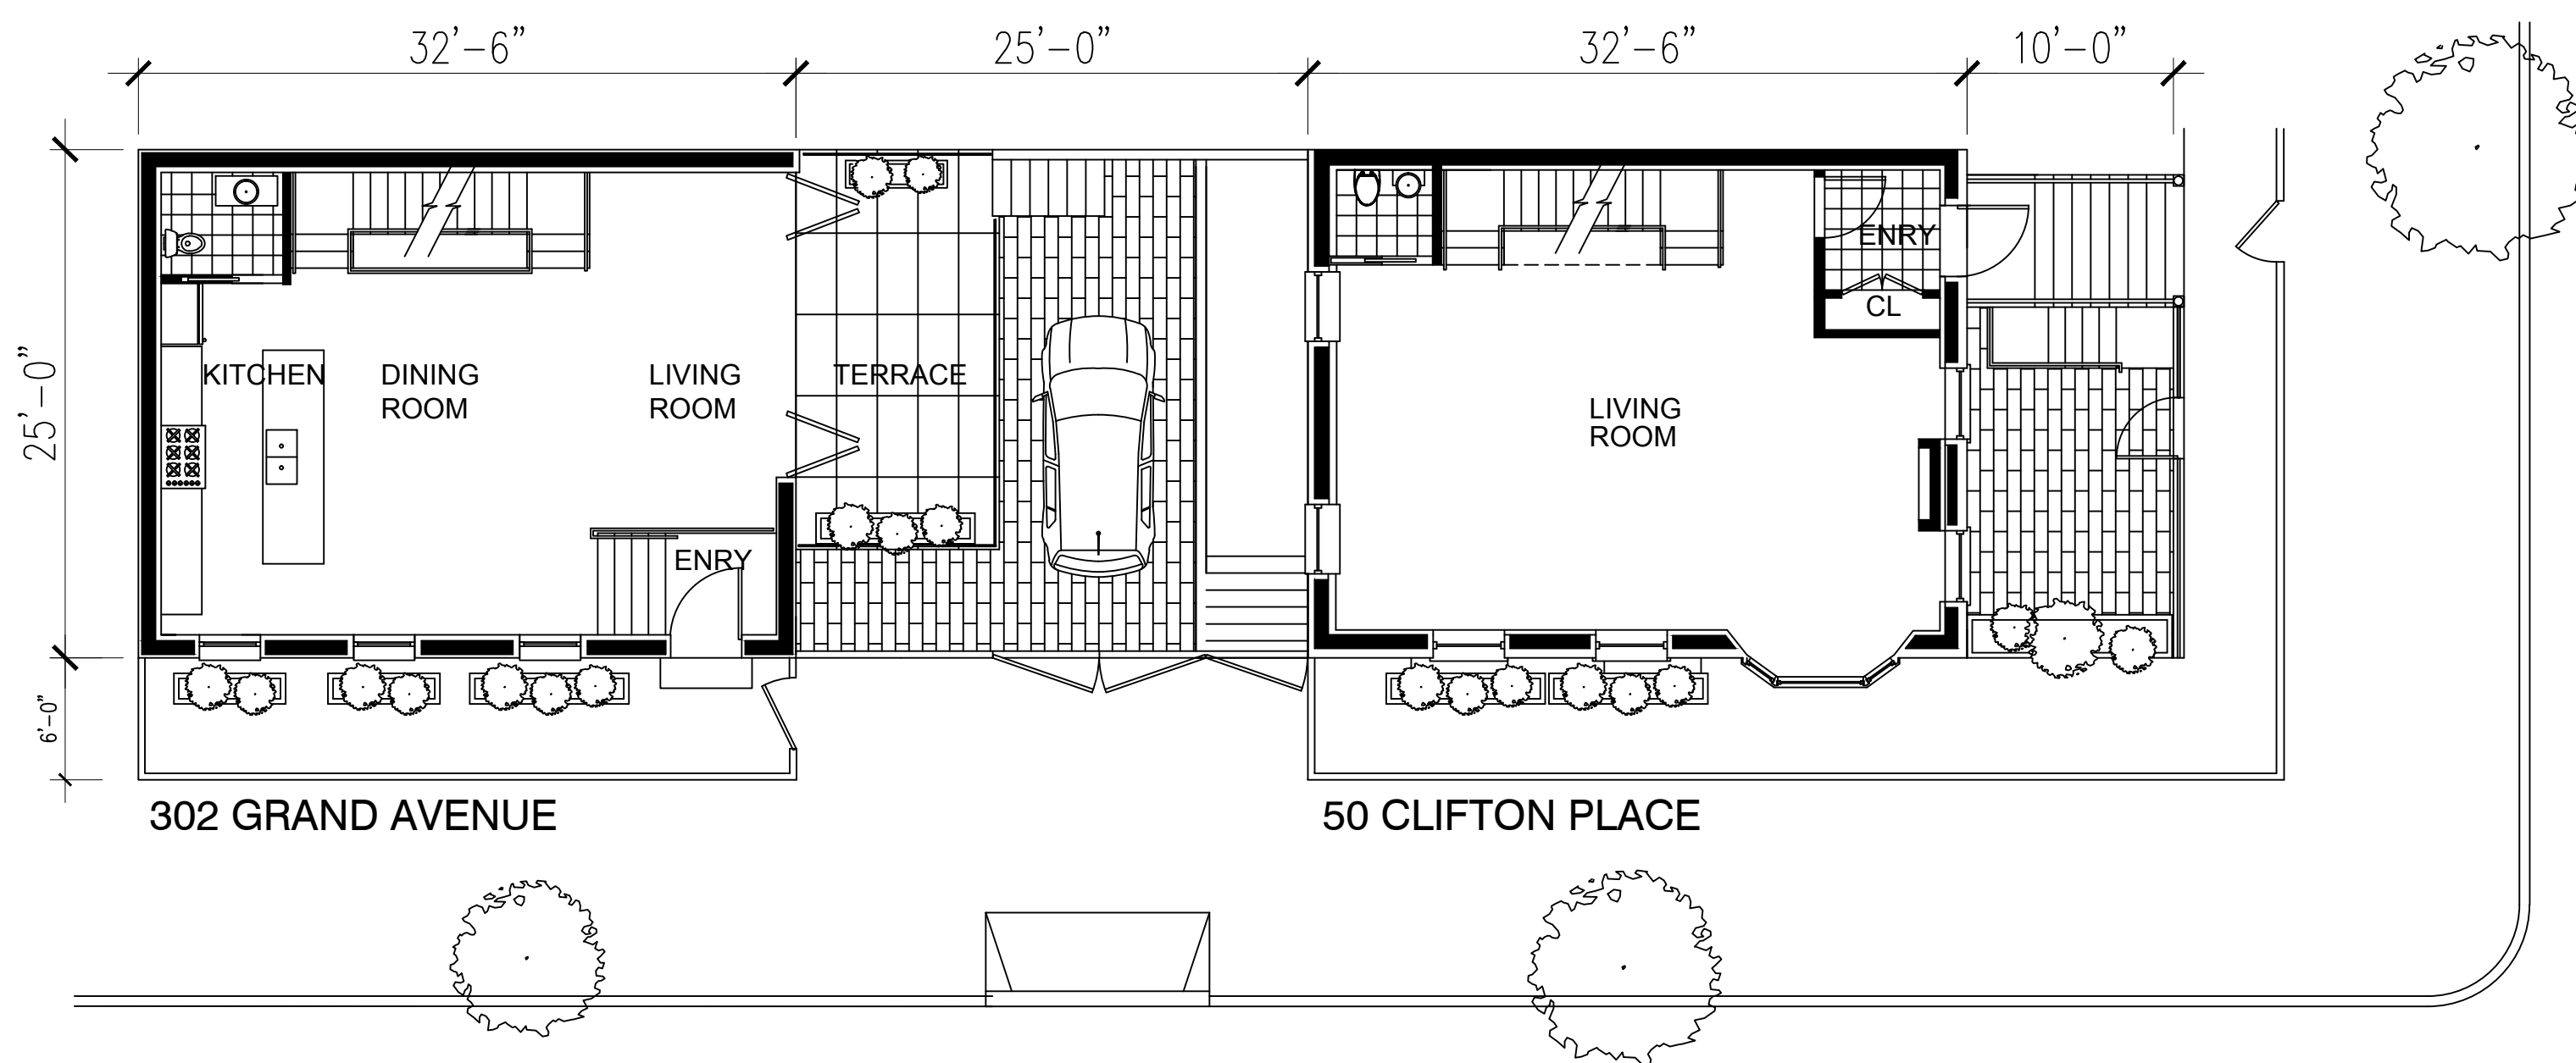 32'-6"
25'-0"
32'-6"
10'-0"
25'-0"
6'-0"
ENRY
CL
KITCHEN
DINING
ROOM
LIVING
ROOM
TERRACE
LIVING
ROOM
ENRY
302 GRAND AVENUE
50 CLIFTON PLACE